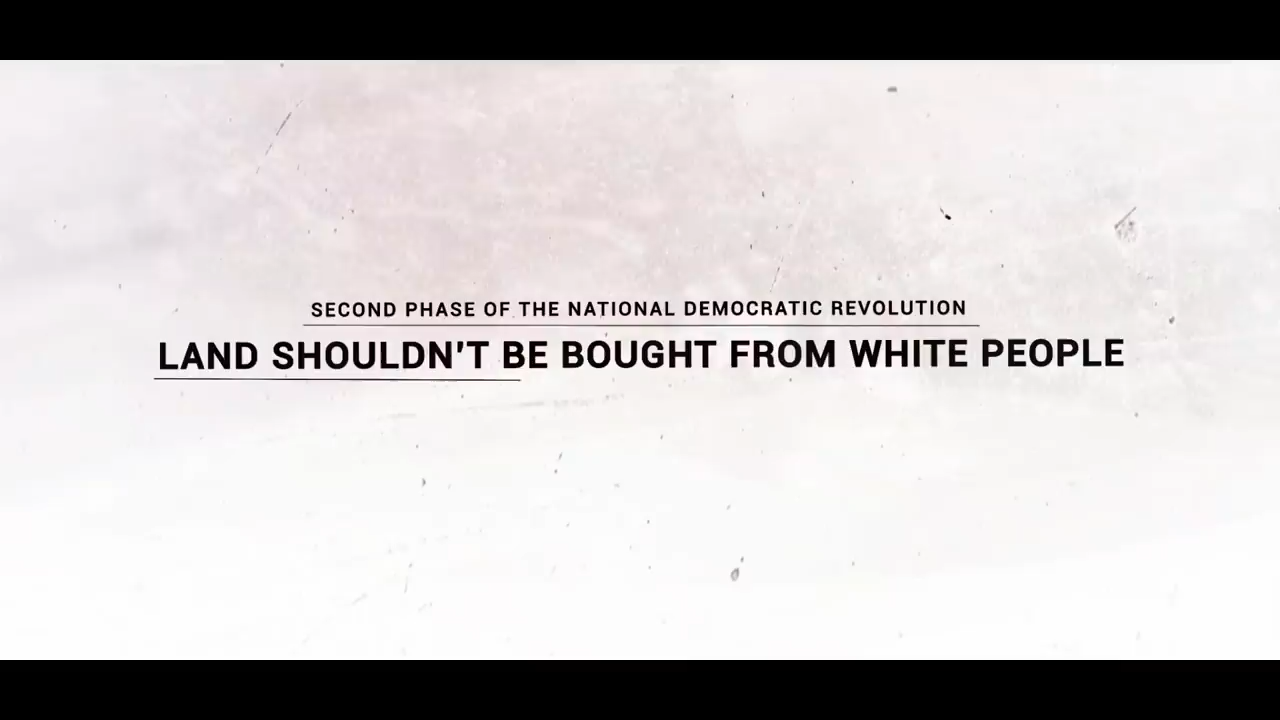 SECOND PHASE OF THE NATIONAL DEMOCRATIC REVOLUTION
LAND SHOULDN'T BE BOUGHT FROM WHITE PEOPLE